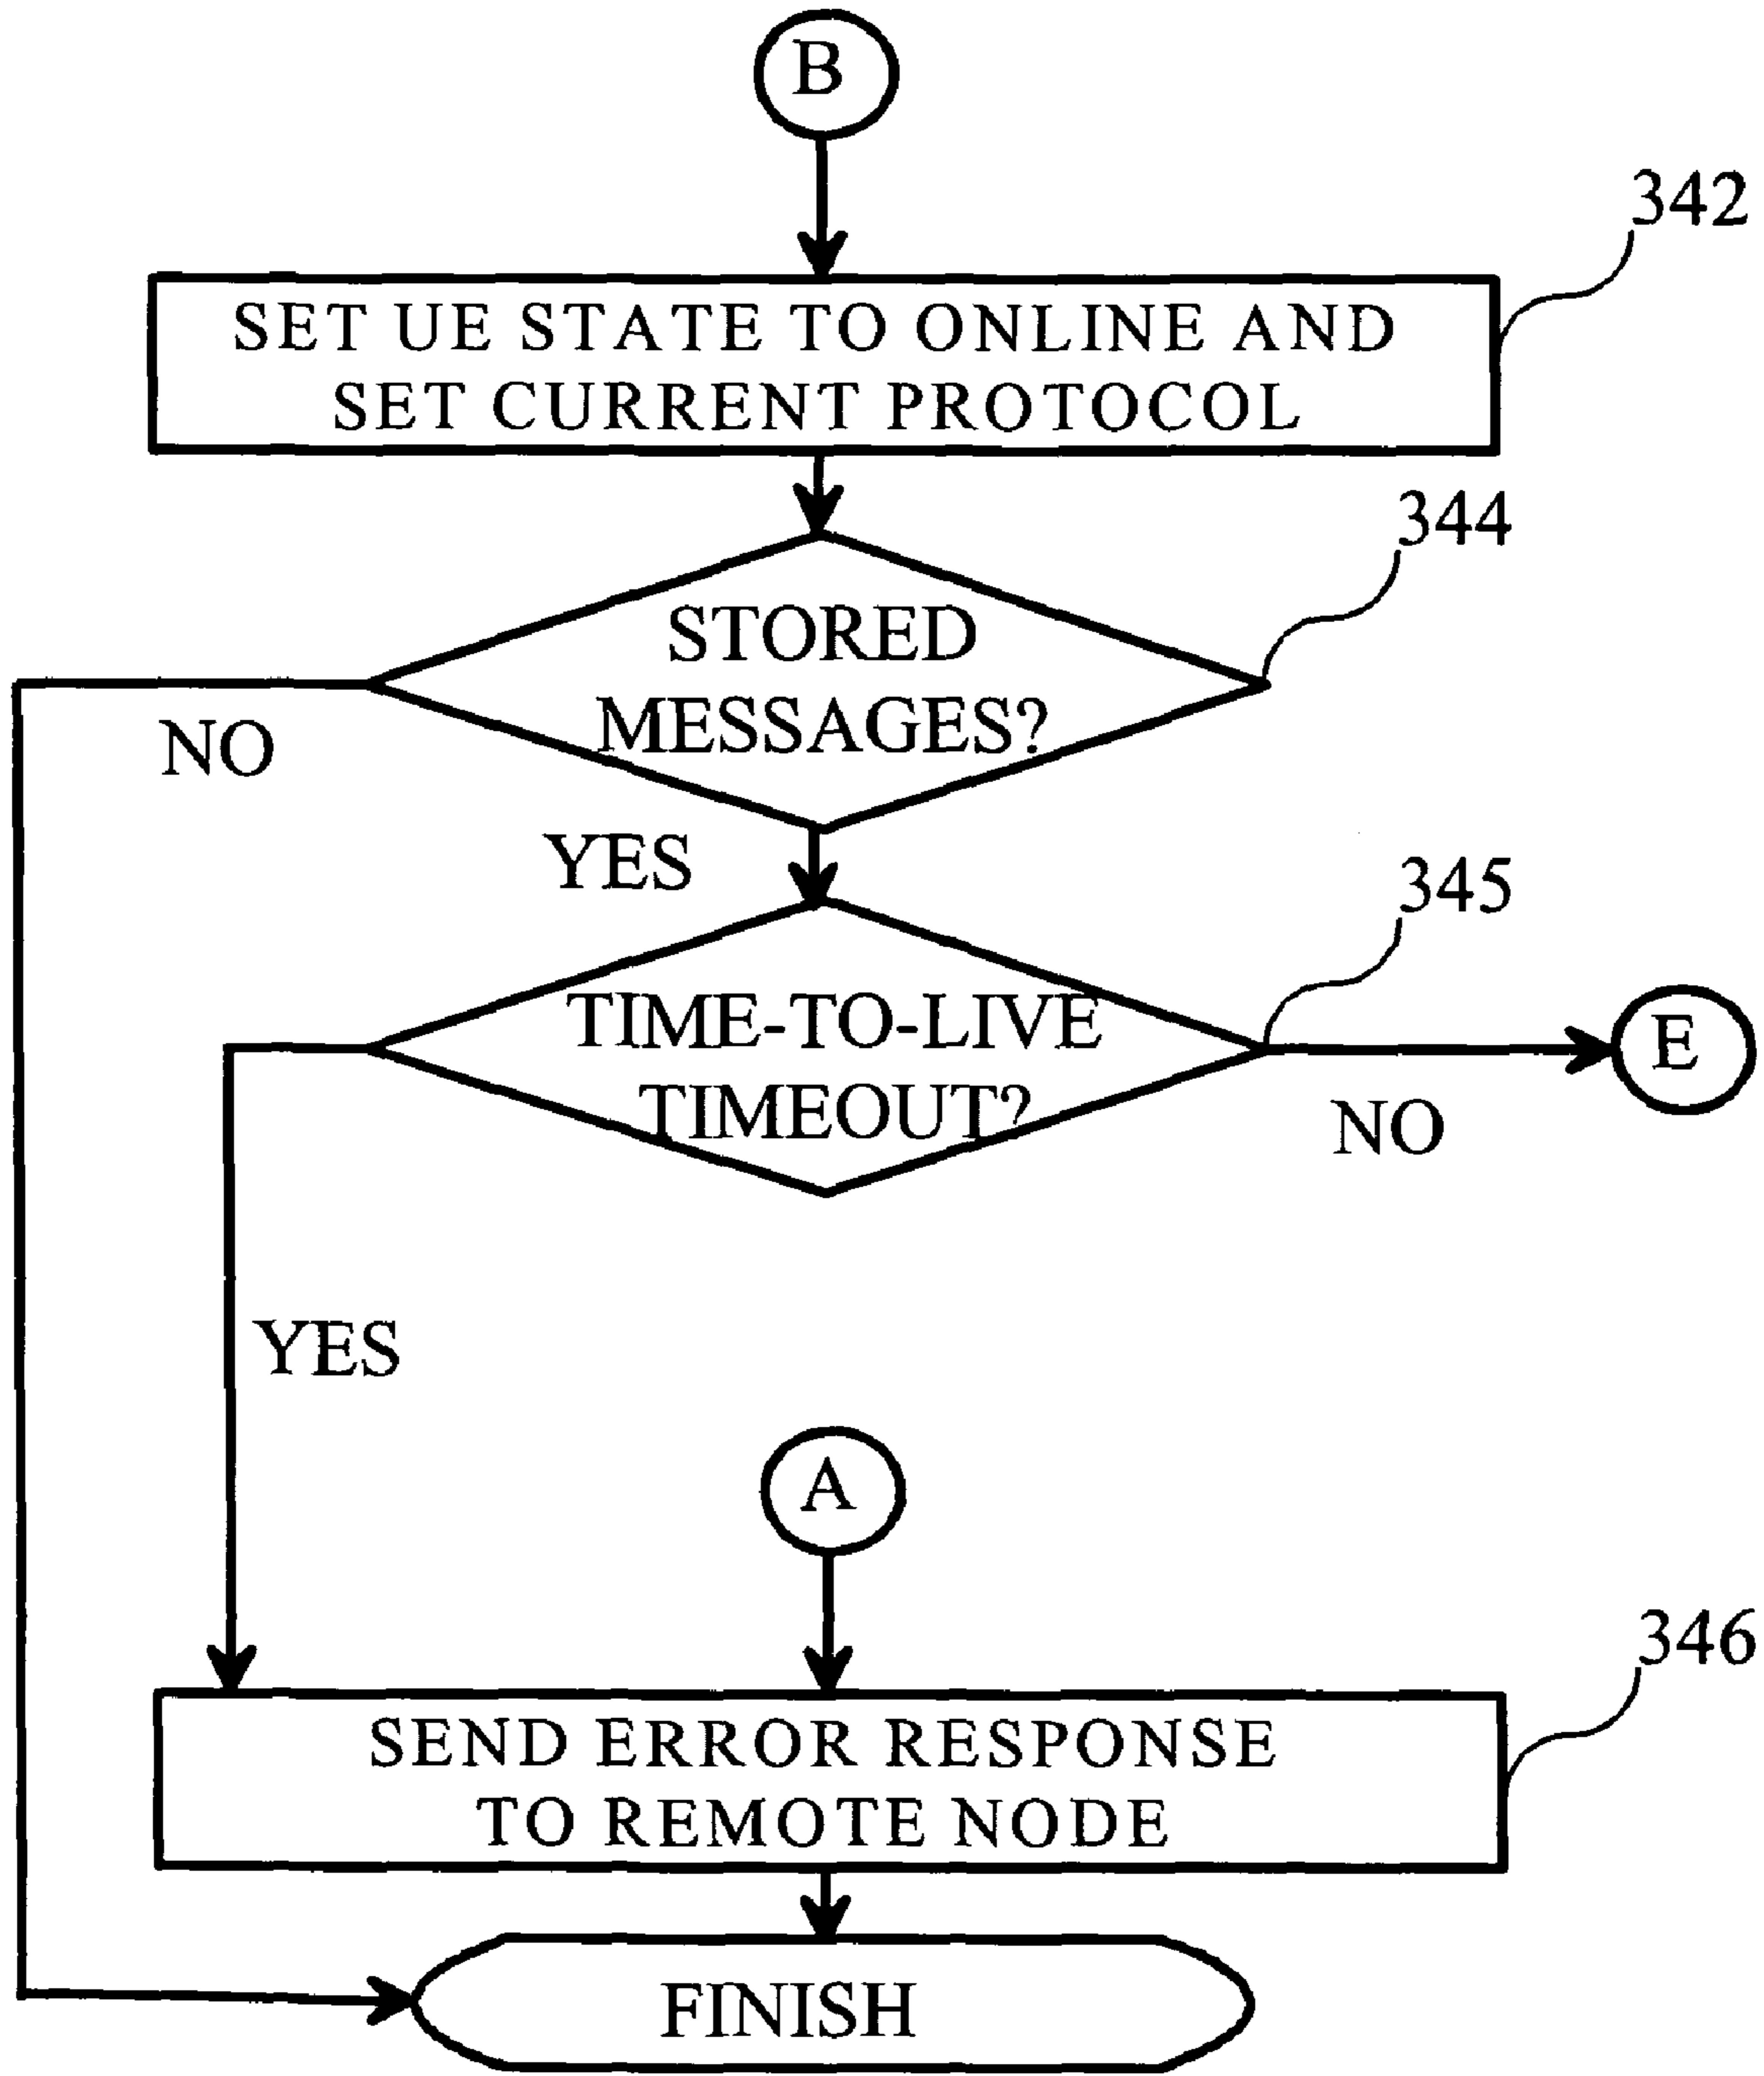 B
342
SET UE STATE TO ONLINE AND
SET CURRENT PROTOCOL
344
STORED
MESSAGES?
NO
YES
345
TIME-TO-LIVE
TIMEOUT?
E
NO
YES
A
346
SEND ERROR RESPONSE
TO REMOTE NODE
FINISH